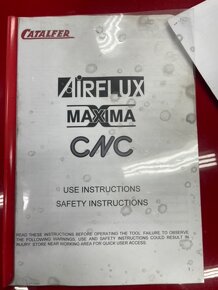 CATALFER
AIRFLUX
MAXIMA
CNC
USE INSTRUCTIONS
SAFETY INSTRUCTIONS
READ THESE INSTRUCTIONS BEFORE OPERATING THE TOOL. FAILURE TO OBSERVE
THE FOLLOWING WARNINGS, USE AND SAFETY INSTRUCTIONS COULD RESULT IN
INJURY. STORE NEAR WORKING AREA FOR QUICK USER ACCESS.